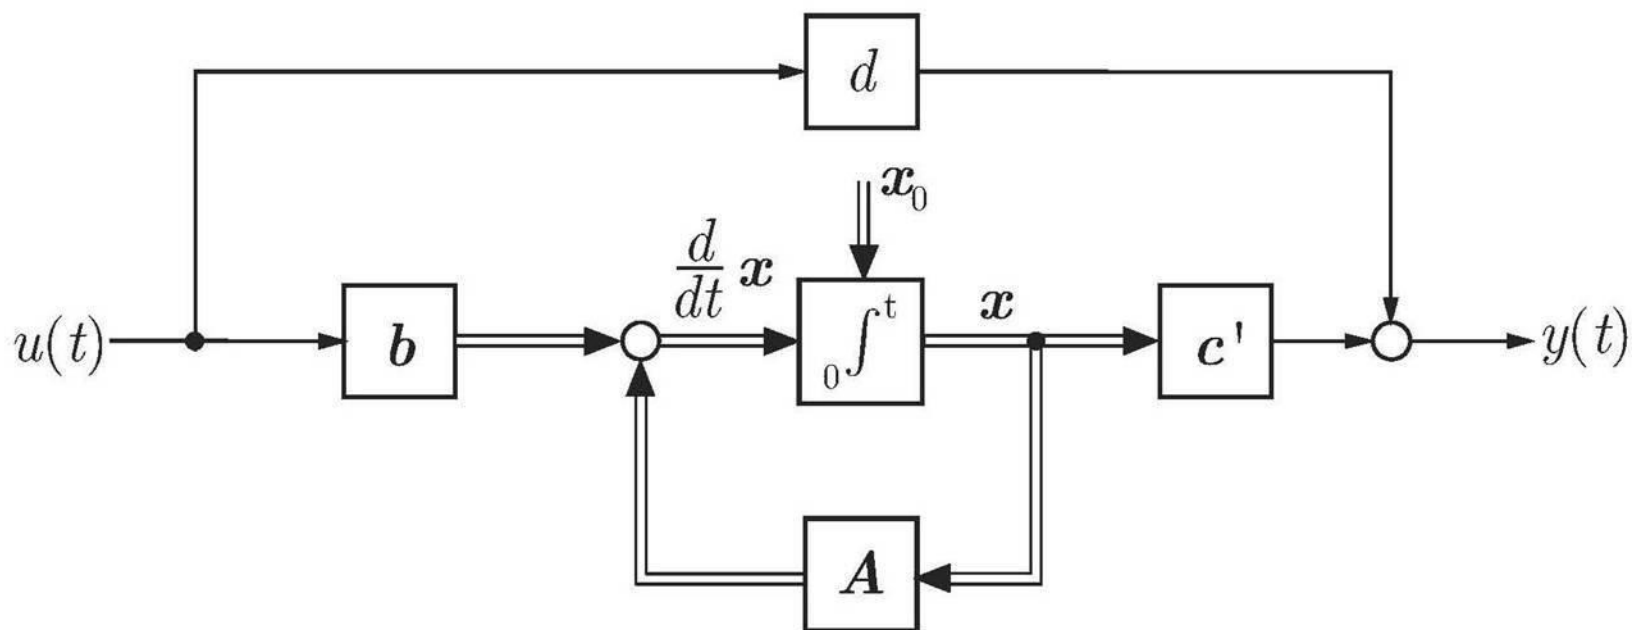 d
x₀
d/dt x
∫ ₀ ᵗ
x
u(t)
b
c'
y(t)
A